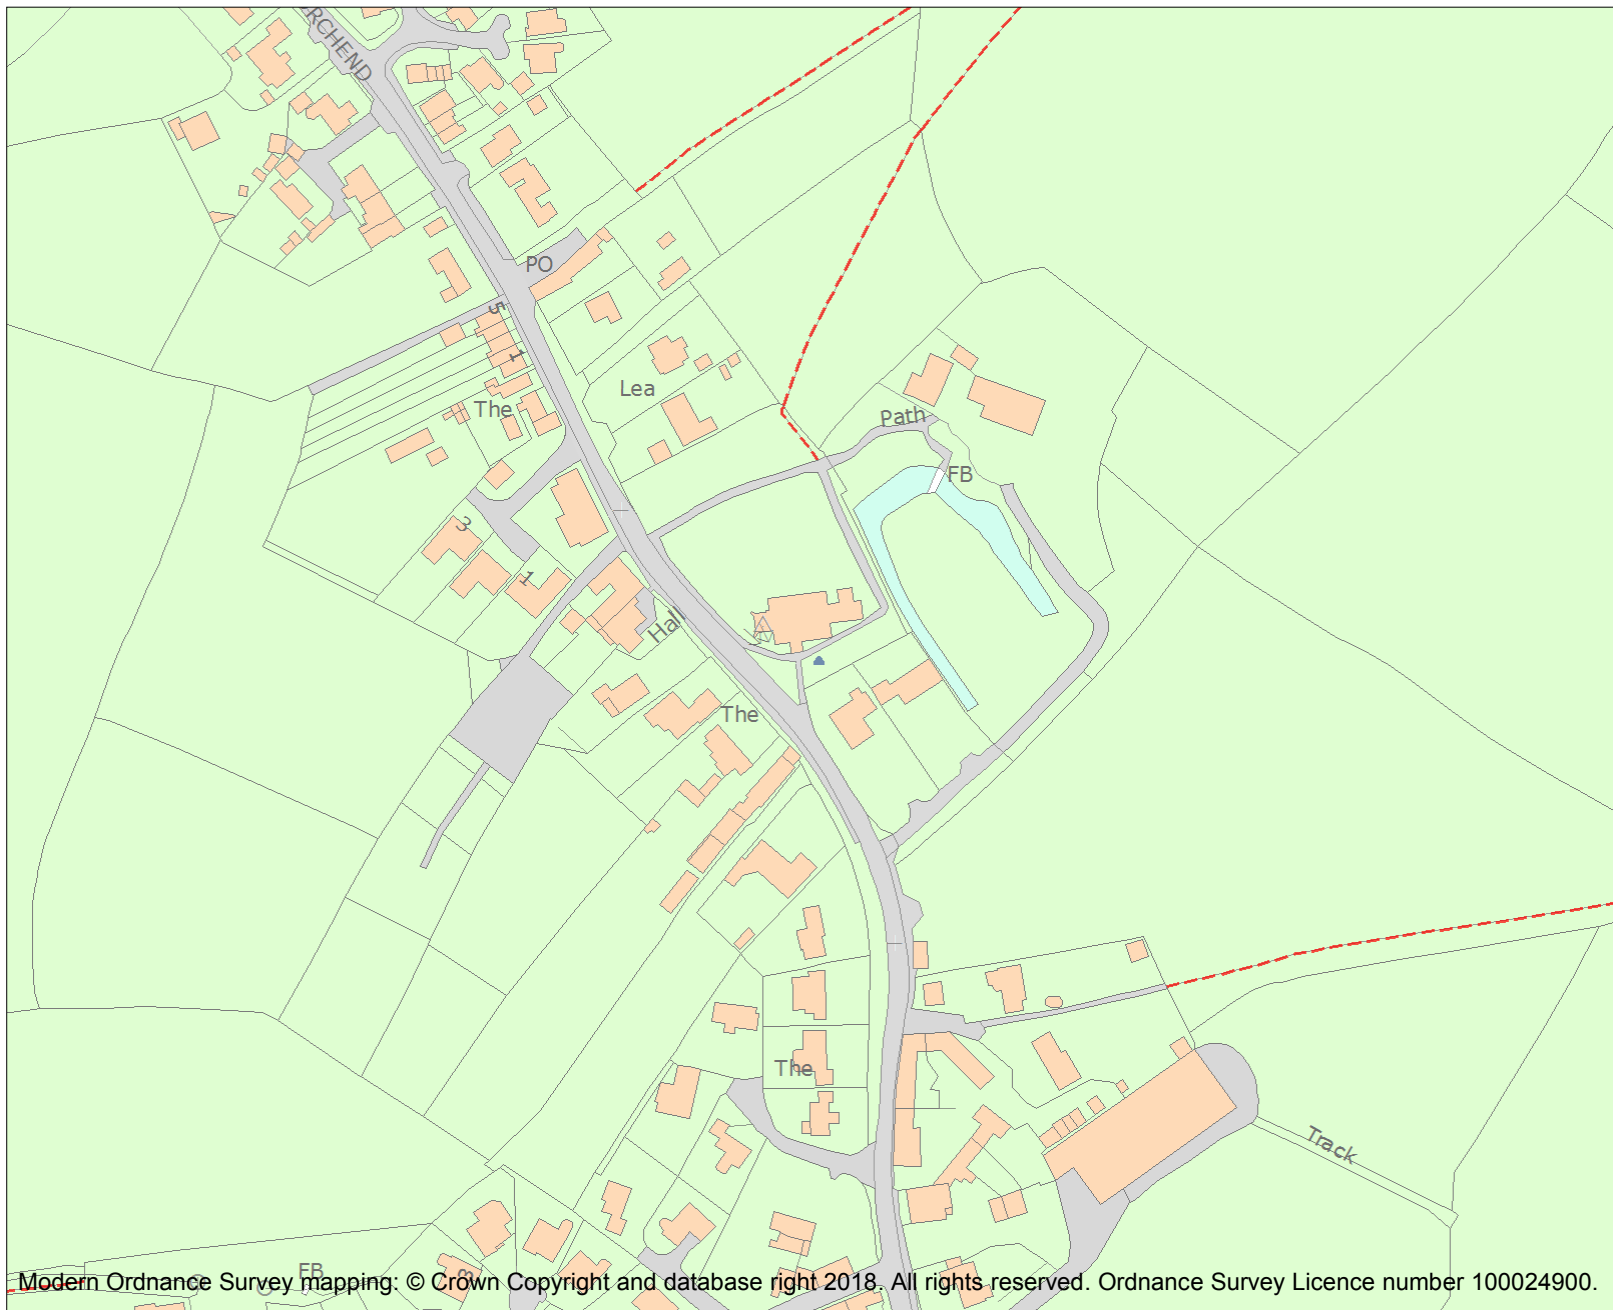 RCHEND
PO
5
1
Lea
The
Path
FB
3
1
Hall
The
The
Track
FB
3
Modern Ordnance Survey mapping: © Crown Copyright and database right 2018. All rights reserved. Ordnance Survey Licence number 100024900.